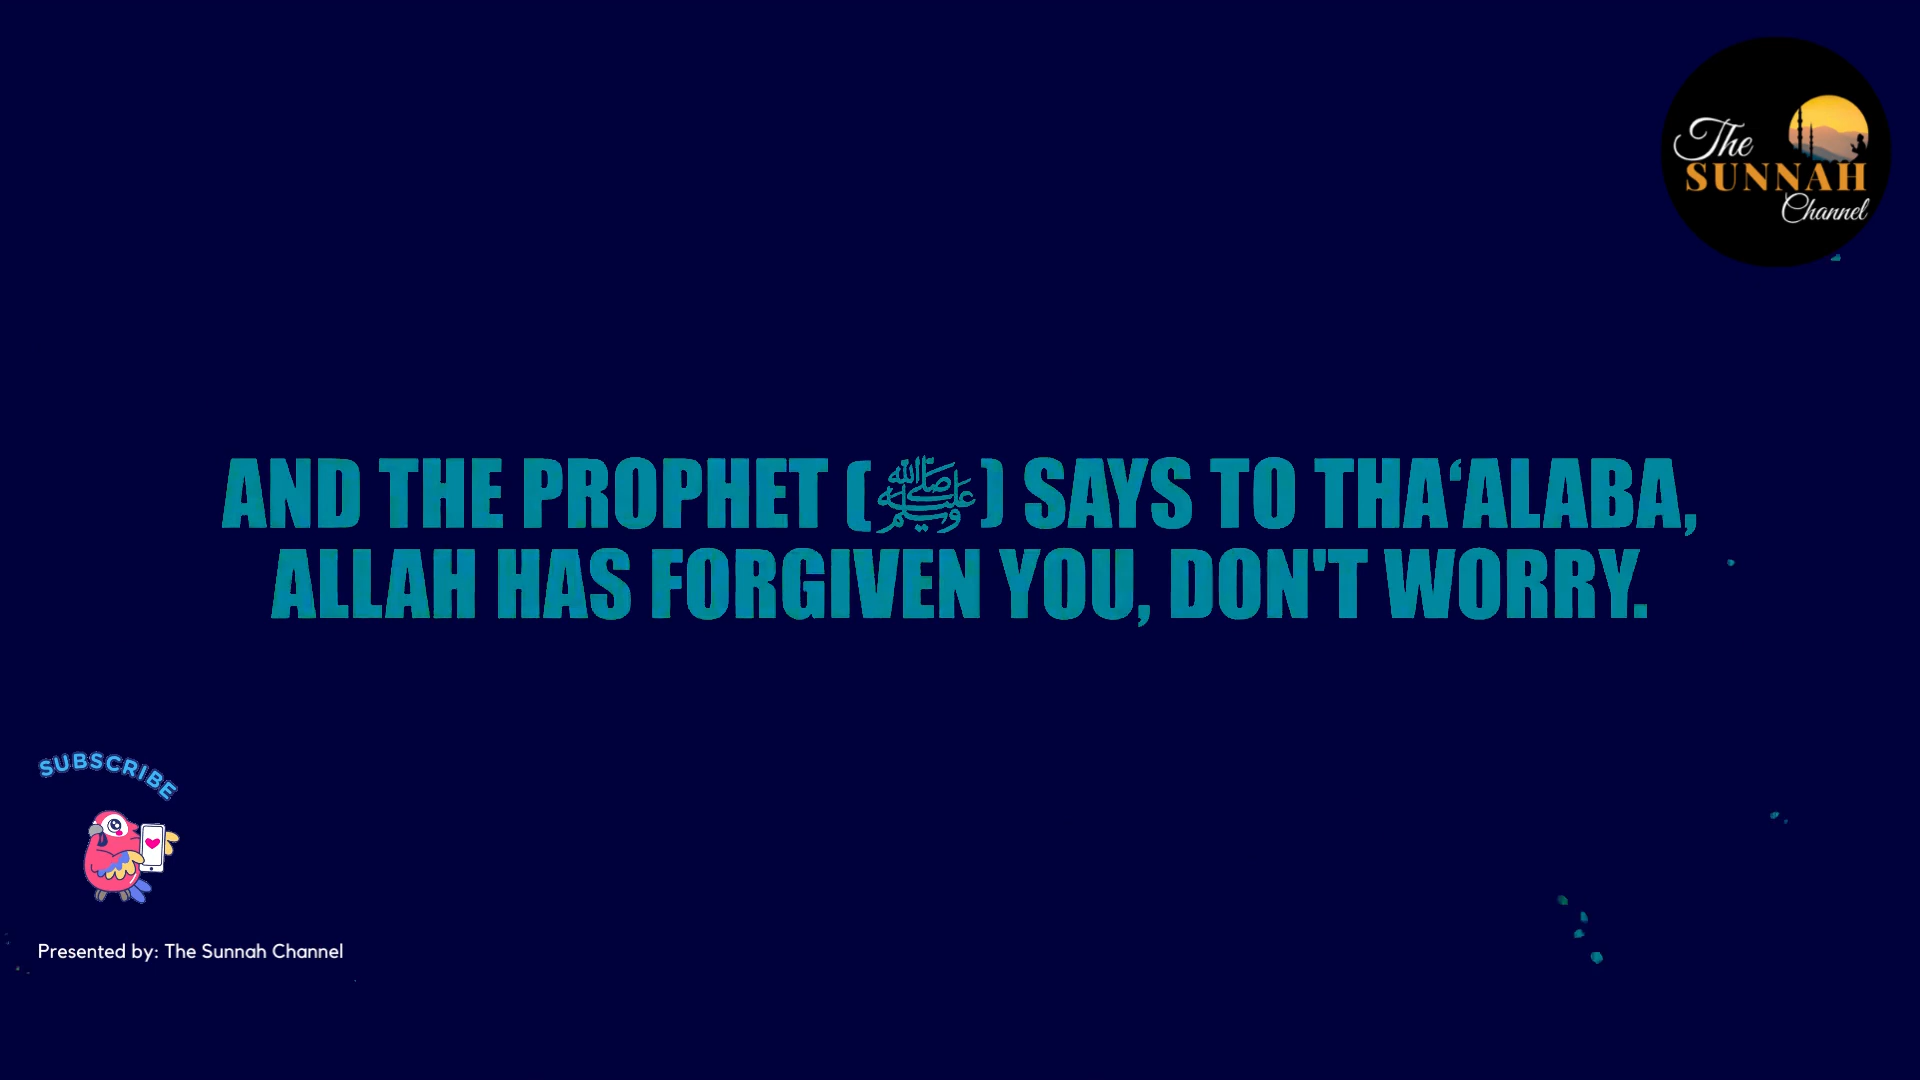 The
SUNNAH
Channel
AND THE PROPHET (ﷺ) SAYS TO THA‘ALABA,
ALLAH HAS FORGIVEN YOU, DON'T WORRY.
SUBSCRIBE
Presented by: The Sunnah Channel